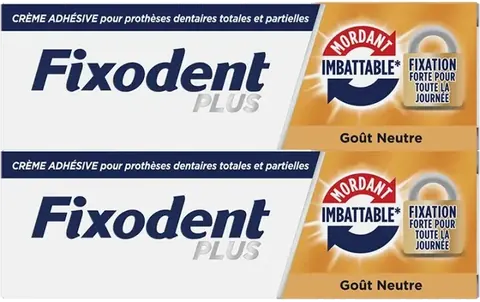 CRÈME ADHÉSIVE pour prothèses dentaires totales et partielles
Fixodent
PLUS
MORDANT
IMBATTABLE*
FIXATION
FORTE POUR
TOUTE LA
JOURNÉE
Goût Neutre
CRÈME ADHÉSIVE pour prothèses dentaires totales et partielles
Fixodent
PLUS
MORDANT
IMBATTABLE*
FIXATION
FORTE POUR
TOUTE LA
JOURNÉE
Goût Neutre